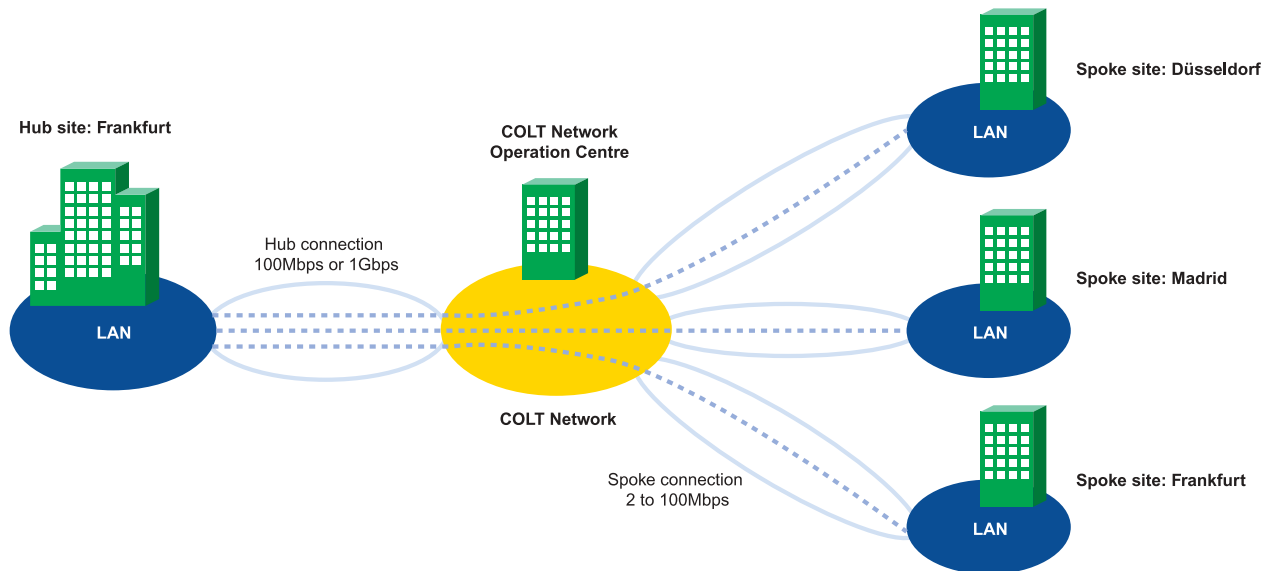 Hub site: Frankfurt
LAN
Hub connection
100Mbps or 1Gbps
COLT Network
Operation Centre
COLT Network
Spoke connection
2 to 100Mbps
Spoke site: Düsseldorf
LAN
Spoke site: Madrid
LAN
Spoke site: Frankfurt
LAN